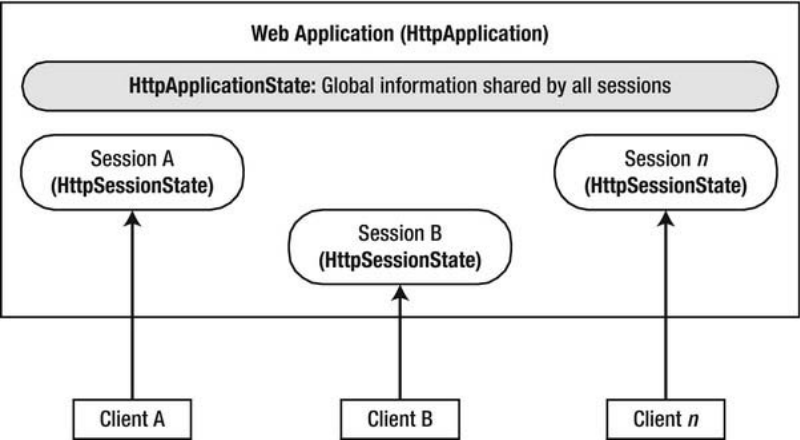 Web Application (HttpApplication)
HttpApplicationState: Global information shared by all sessions
Session A
(HttpSessionState)
Session n
(HttpSessionState)
Session B
(HttpSessionState)
Client A
Client B
Client n